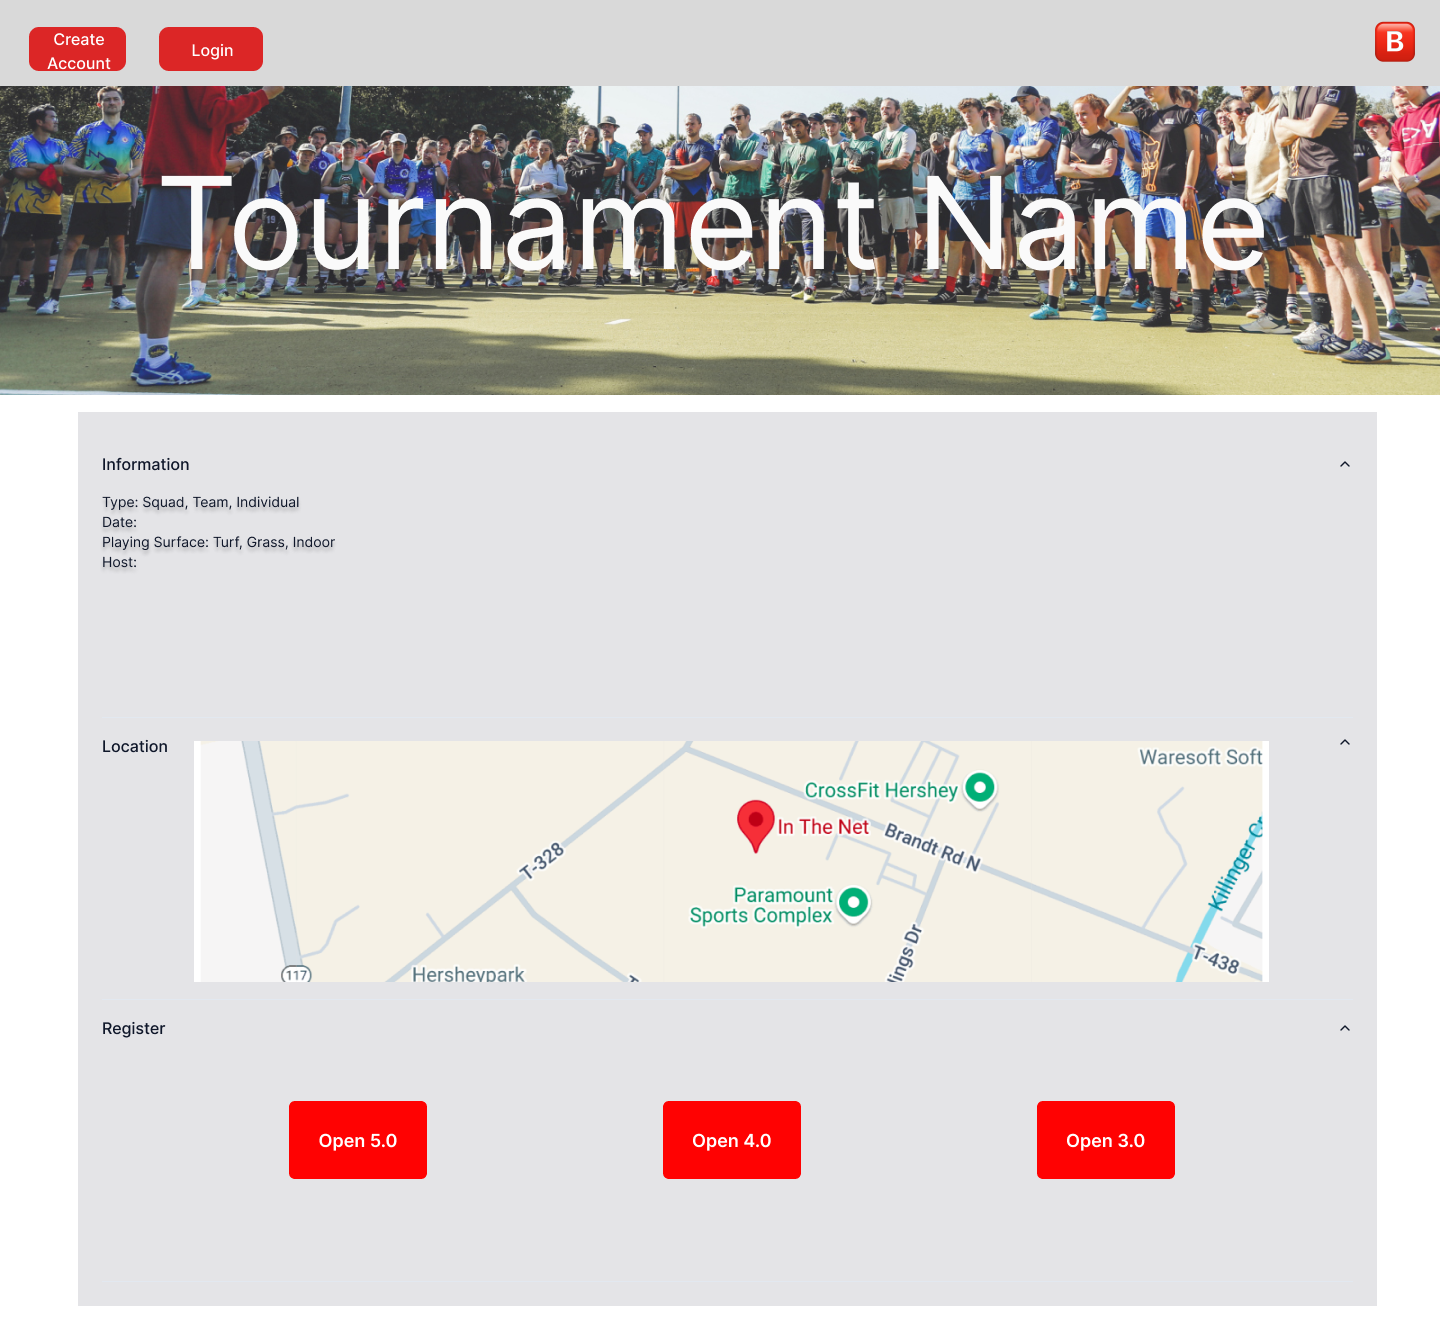 Create
Account
Login
B
Tournament Name
Information
Type: Squad, Team, Individual
Date:
Playing Surface: Turf, Grass, Indoor
Host:
Location
Waresoft Soft
CrossFit Hershey
In The Net
Brandt Rd N
T-328
Killinger
Paramount
Sports Complex
T-438
117
Hersheypark
lings Dr
Register
Open 5.0
Open 4.0
Open 3.0